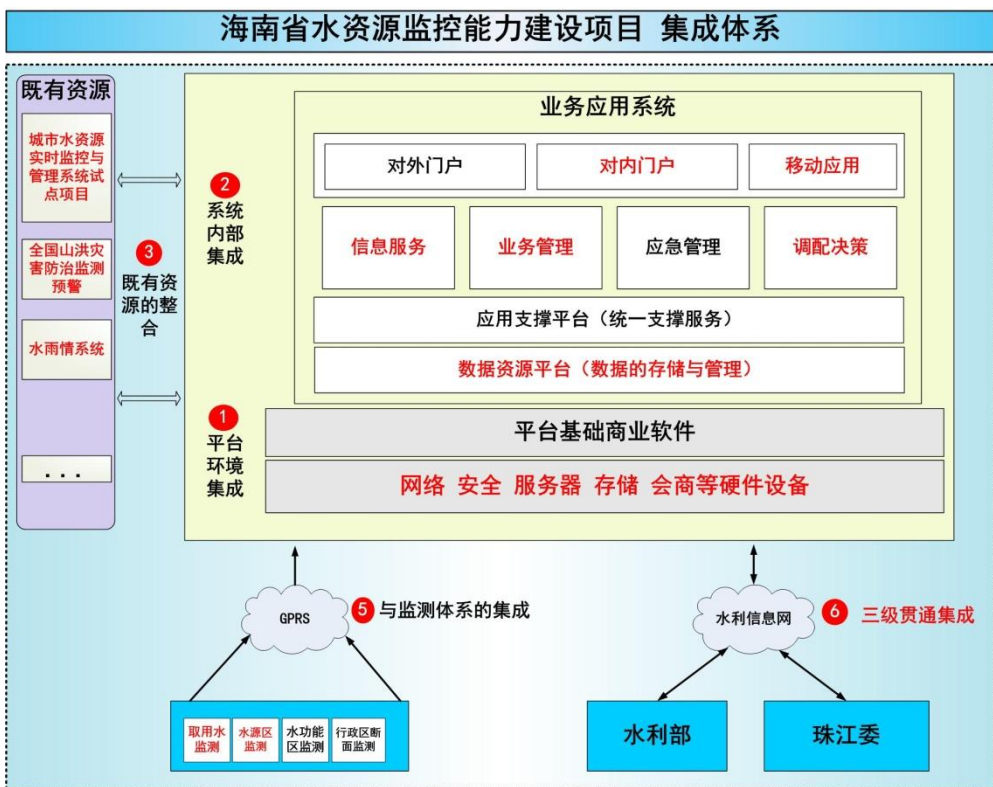 海南省水资源监控能力建设项目 集成体系
既有资源
城市水资源
实时监控与
管理系统试
点项目
全国山洪灾
害防治监测
预警
水雨情系统
...
3
既有资
源的整
合
2
系统
内部
集成
业务应用系统
对外门户
对内门户
移动应用
信息服务
业务管理
应急管理
调配决策
应用支撑平台（统一支撑服务）
数据资源平台（数据的存储与管理）
1
平台
环境
集成
平台基础商业软件
网络 安全 服务器 存储 会商等硬件设备
GPRS
5 与监测体系的集成
水利信息网
6 三级贯通集成
取用水
监测
水源区
监测
水功能
区监测
行政区断
面监测
水利部
珠江委